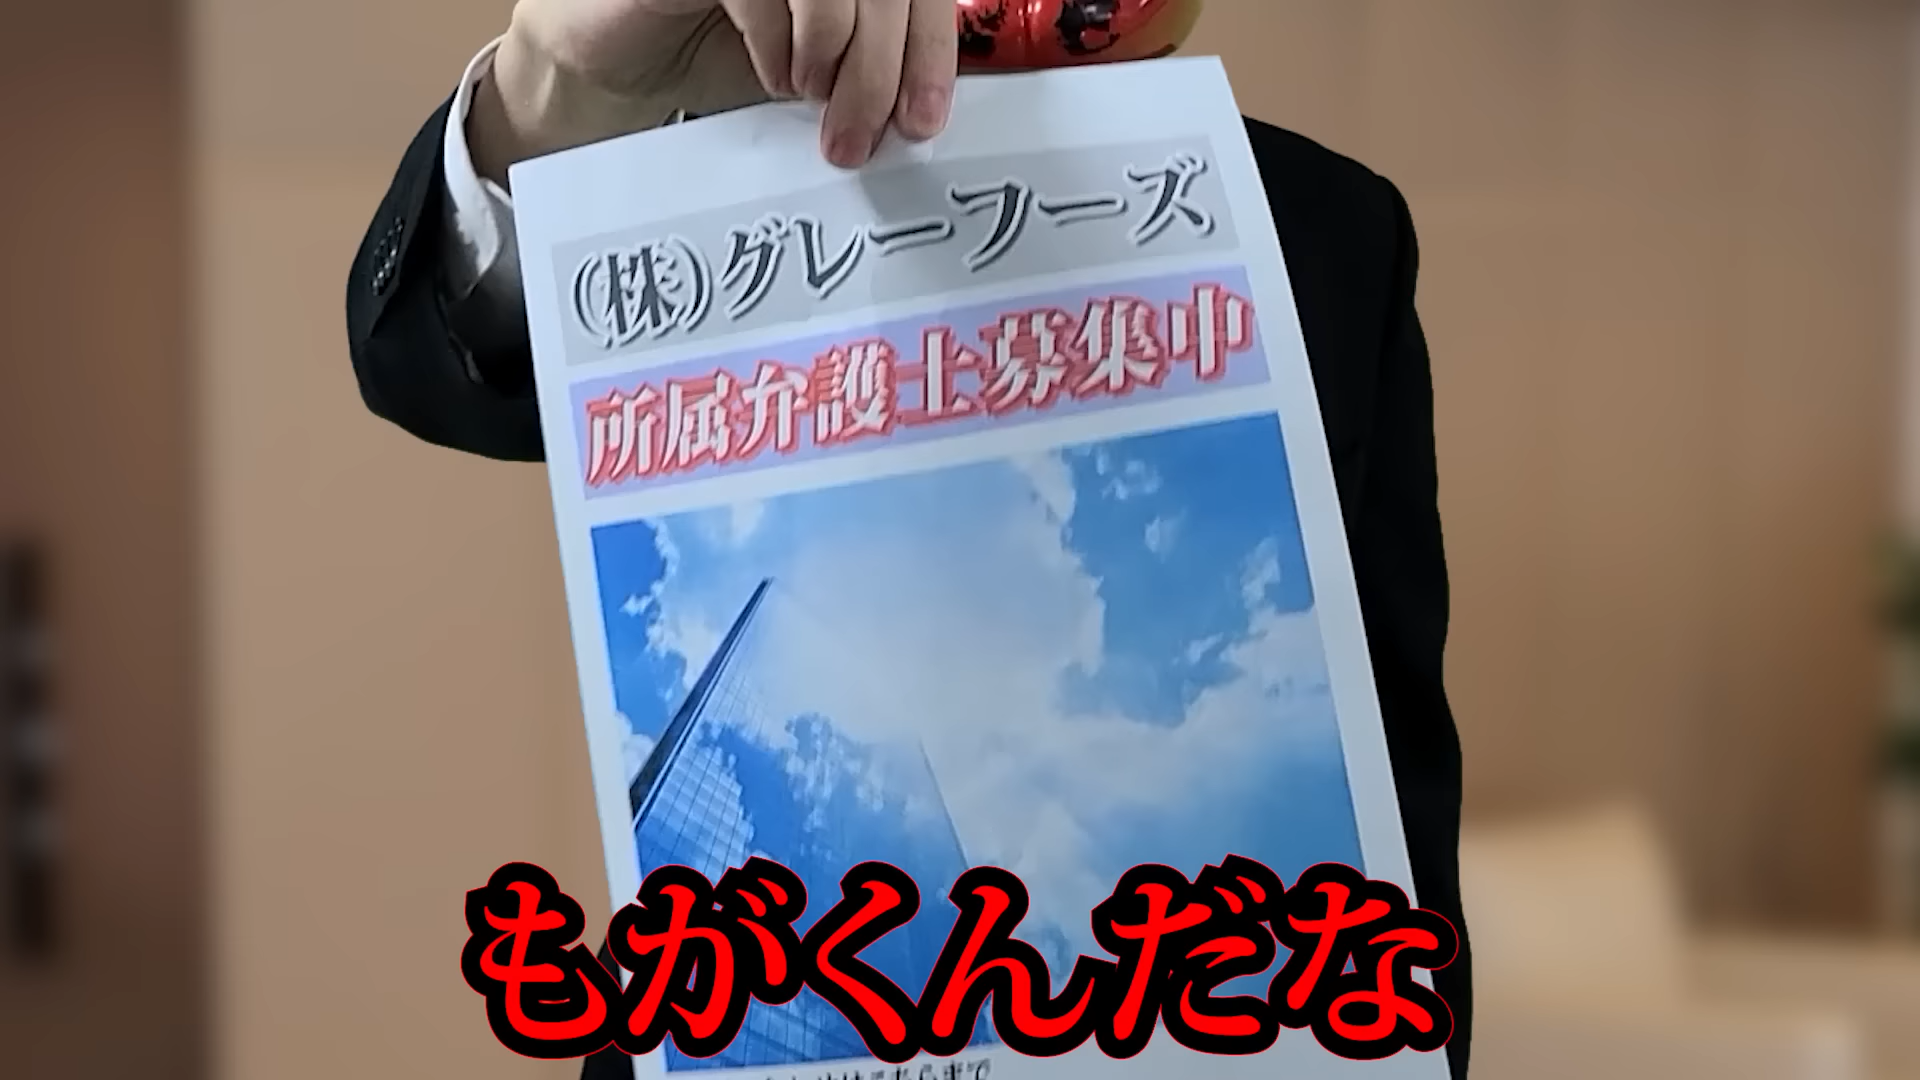 (株)グレーフーズ
所属弁護士募集中
もがくんだな